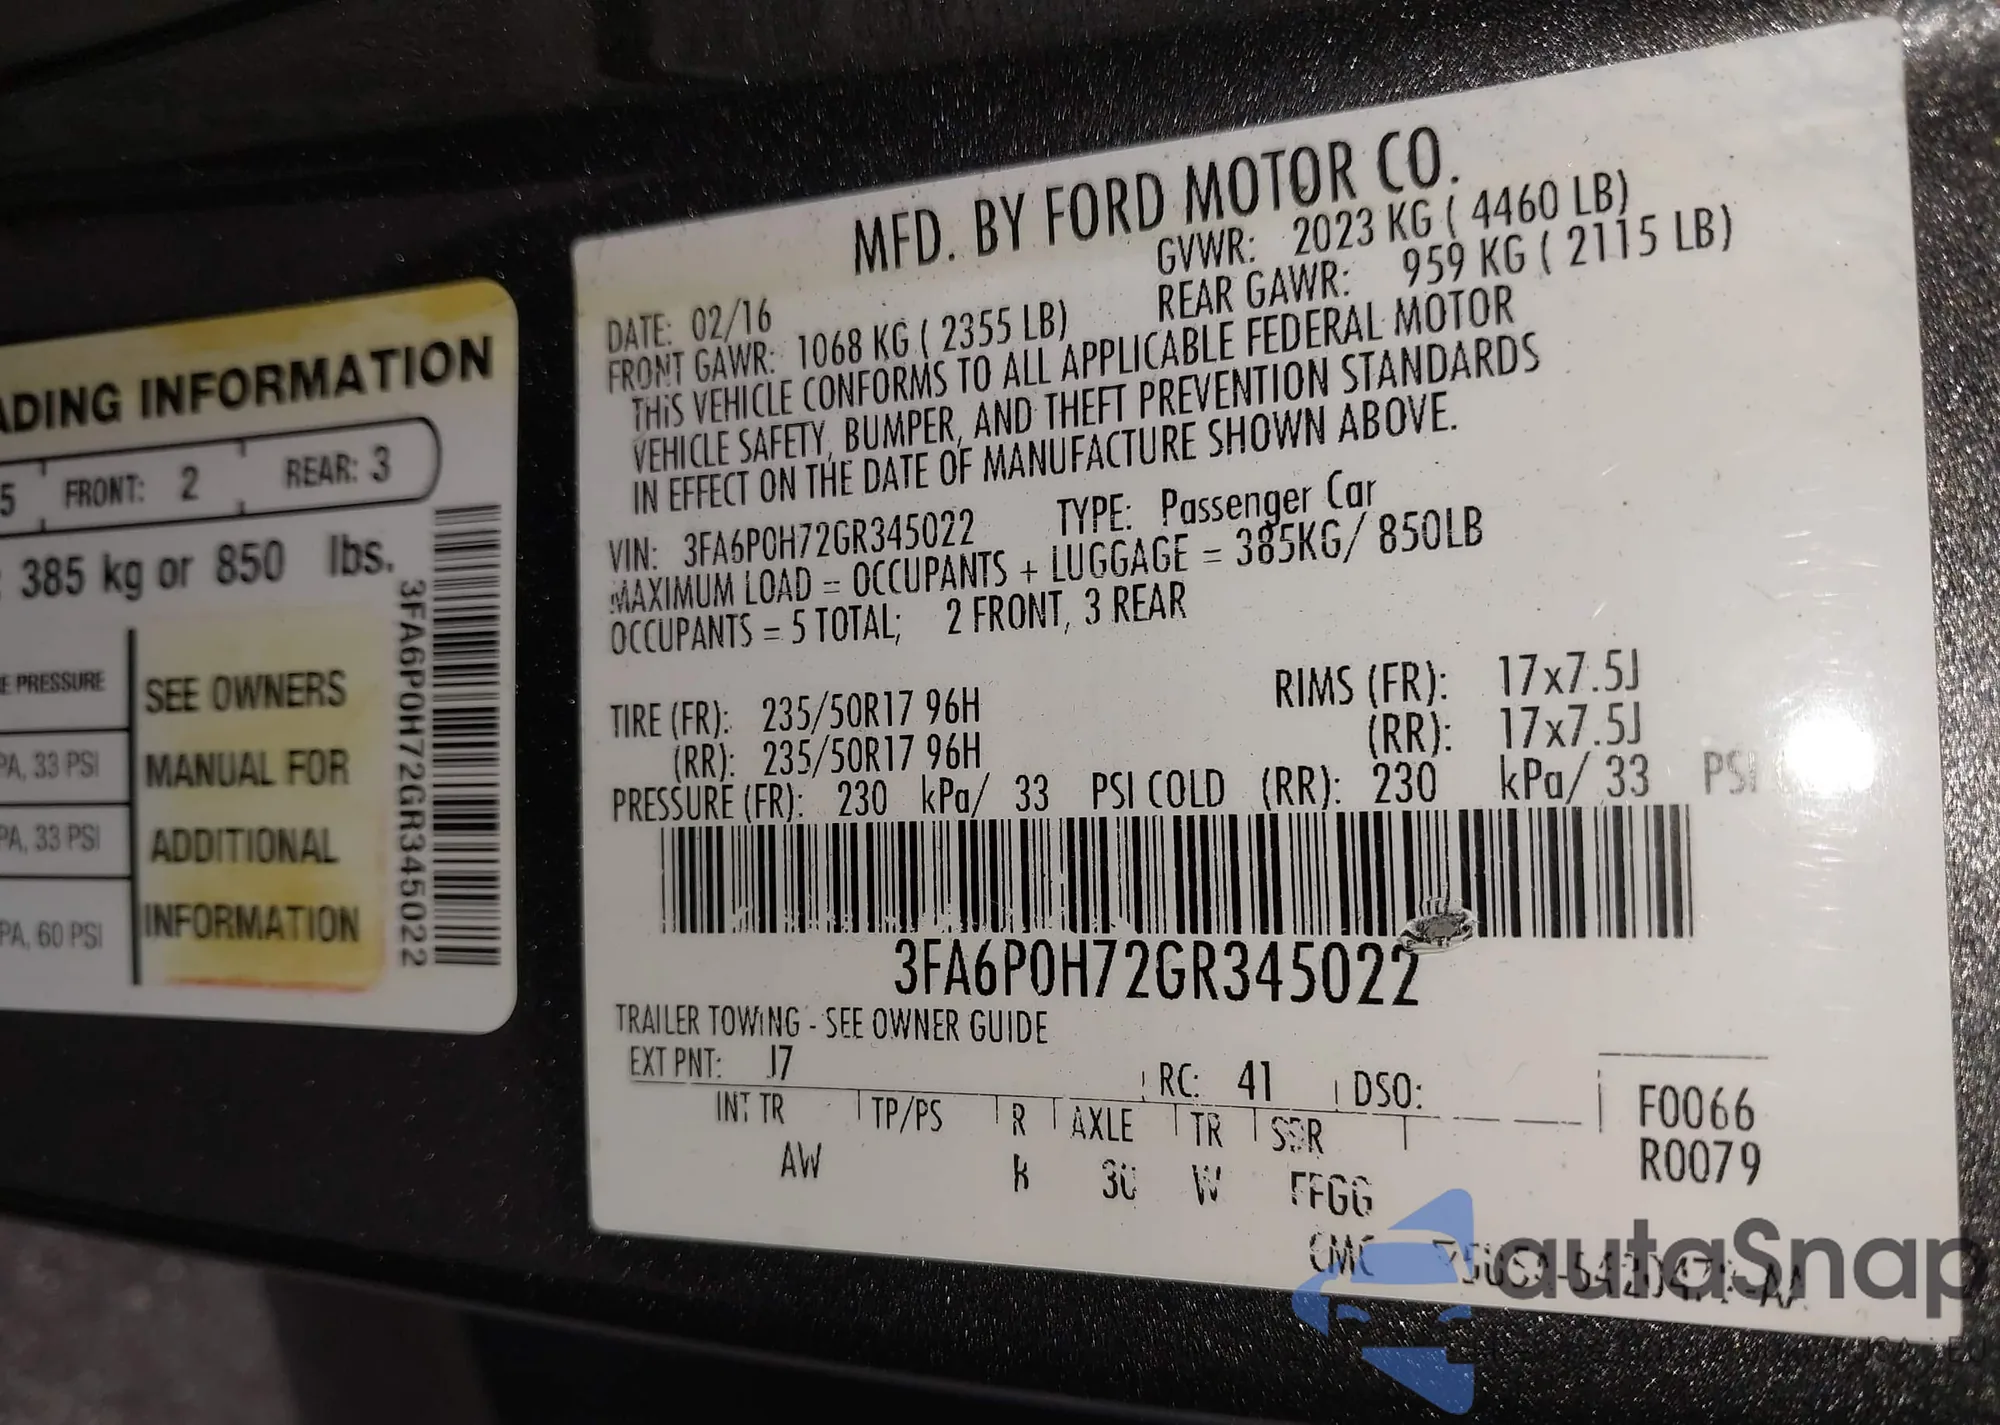 ADING INFORMATION
5 FRONT: 2 REAR: 3
385 kg or 850 lbs.
E PRESSURE
PA, 33 PSI
PA, 33 PSI
PA, 60 PSI
SEE OWNERS
MANUAL FOR
ADDITIONAL
INFORMATION
3FA6P0H72GR345022
MFD. BY FORD MOTOR CO.
DATE: 02/16 GVWR: 2023 KG ( 4460 LB)
FRONT GAWR: 1068 KG ( 2355 LB) REAR GAWR: 959 KG ( 2115 LB)
THIS VEHICLE CONFORMS TO ALL APPLICABLE FEDERAL MOTOR
VEHICLE SAFETY, BUMPER, AND THEFT PREVENTION STANDARDS
IN EFFECT ON THE DATE OF MANUFACTURE SHOWN ABOVE.
VIN: 3FA6P0H72GR345022 TYPE: Passenger Car
MAXIMUM LOAD = OCCUPANTS + LUGGAGE = 385KG/ 850LB
OCCUPANTS = 5 TOTAL; 2 FRONT, 3 REAR
TIRE (FR): 235/50R17 96H RIMS (FR): 17x7.5J
(RR): 235/50R17 96H (RR): 17x7.5J
PRESSURE (FR): 230 kPa/ 33 PSI COLD (RR): 230 kPa/ 33 PSI
3FA6P0H72GR345022
TRAILER TOWING - SEE OWNER GUIDE
EXT PNT: J7 RC: 41 DSO:
INT TR TP/PS R AXLE TR SPR
AW W FFGG
F0066
R0079
CMC
autaSnap